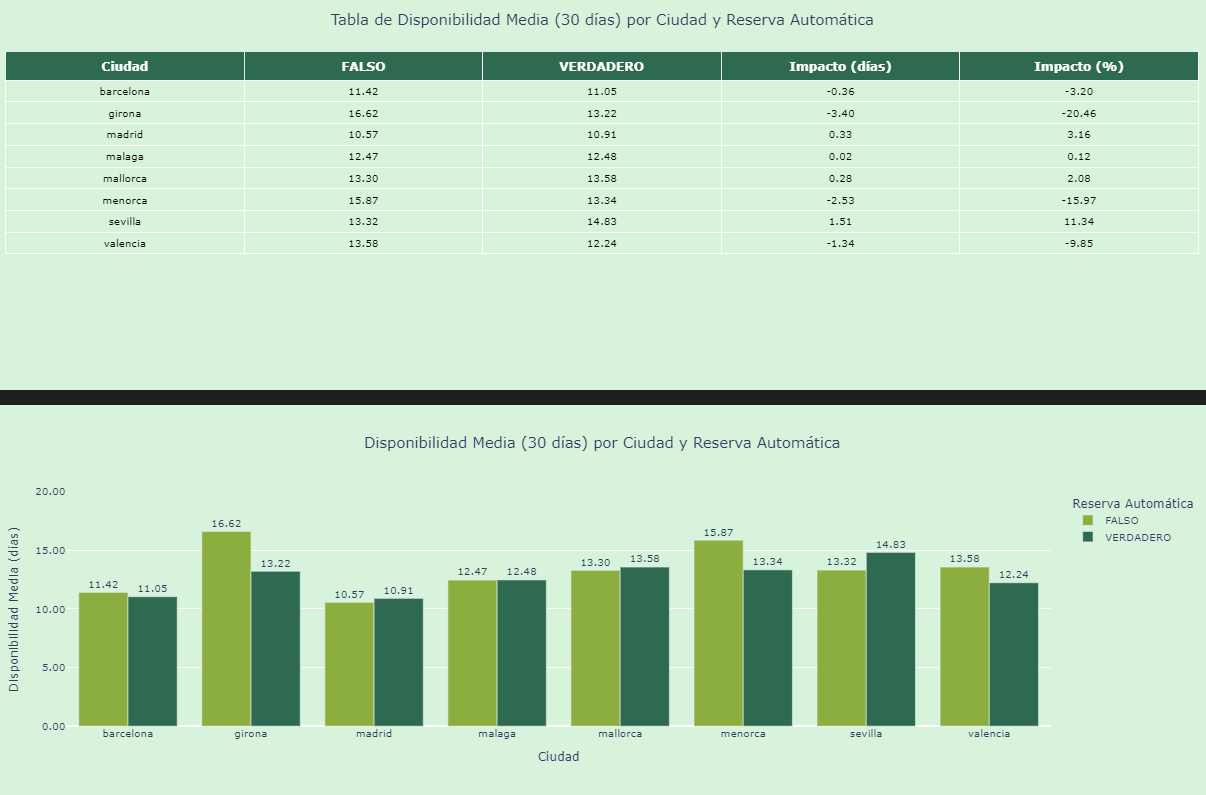 Tabla de Disponibilidad Media (30 días) por Ciudad y Reserva Automática
Ciudad FALSO VERDADERO Impacto (días) Impacto (%)
barcelona 11.42 11.05 -0.36 -3.20
girona 16.62 13.22 -3.40 -20.46
madrid 10.57 10.91 0.33 3.16
malaga 12.47 12.48 0.02 0.12
mallorca 13.30 13.58 0.28 2.08
menorca 15.87 13.34 -2.53 -15.97
sevilla 13.32 14.83 1.51 11.34
valencia 13.58 12.24 -1.34 -9.85
Disponibilidad Media (30 días) por Ciudad y Reserva Automática
Disponibilidad Media (días)
20.00
15.00
10.00
5.00
0.00
11.42 11.05 16.62 13.22 10.57 10.91 12.47 12.48 13.30 13.58 15.87 13.34 13.32 14.83 13.58 12.24
barcelona girona madrid malaga mallorca menorca sevilla valencia
Ciudad
Reserva Automática
FALSO
VERDADERO